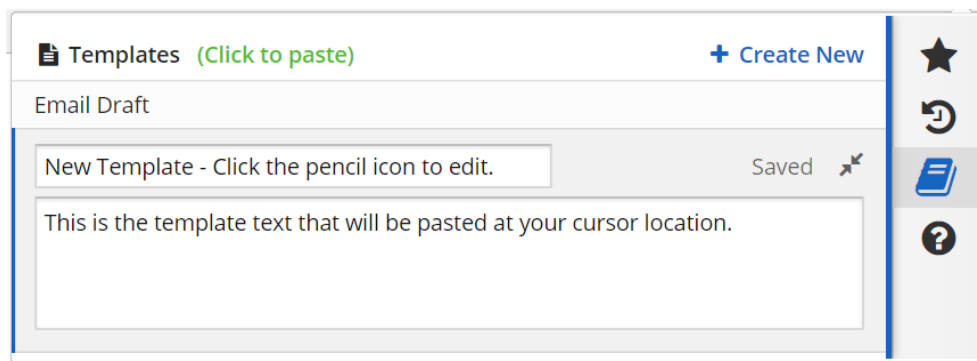 Templates (Click to paste) + Create New
Email Draft
New Template - Click the pencil icon to edit. Saved
This is the template text that will be pasted at your cursor location.